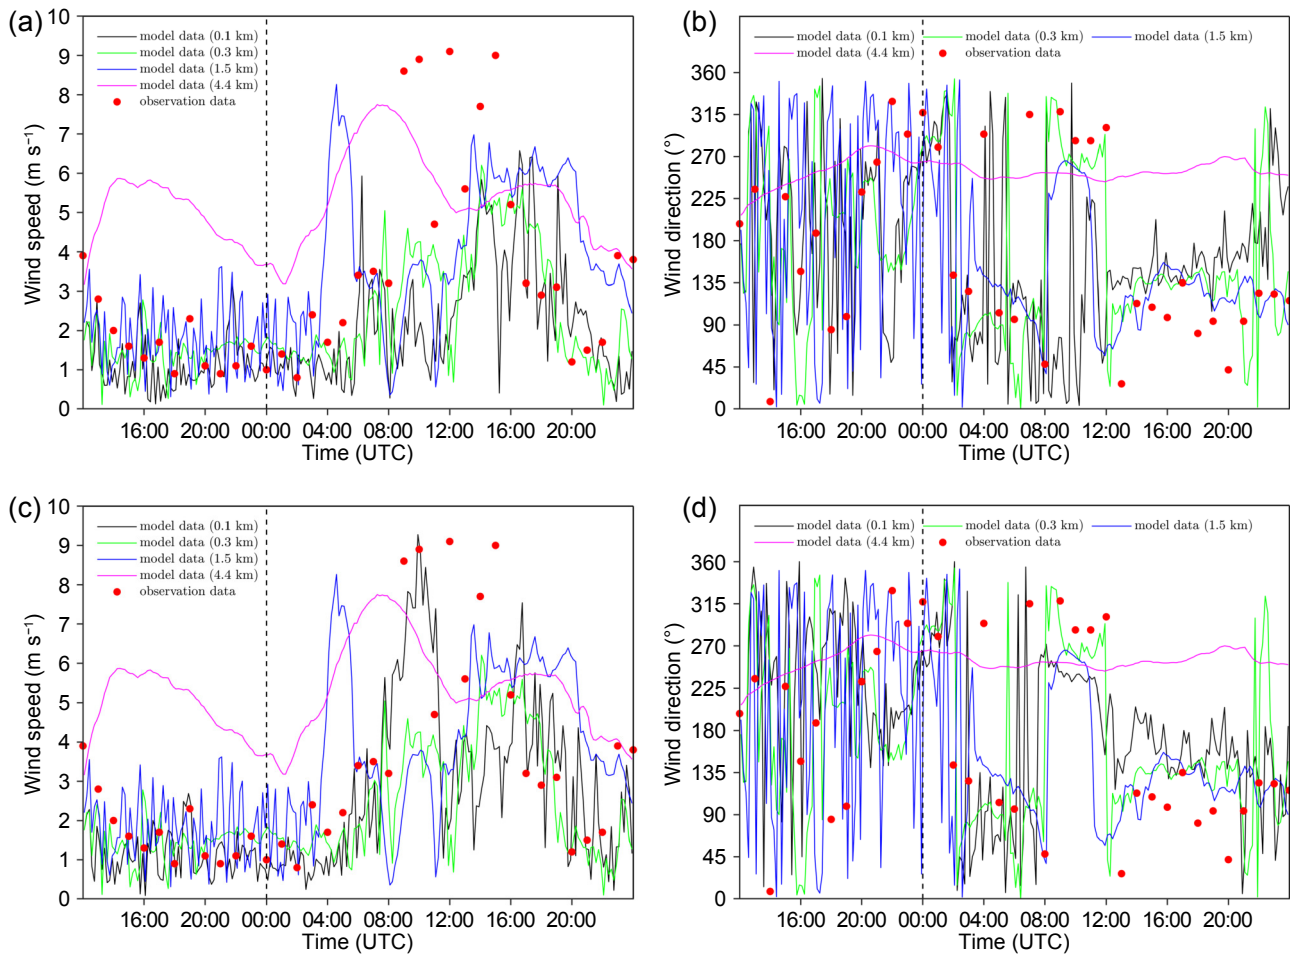 (a)
10
9
8
7
6
5
4
3
2
1
0
Wind speed (m s⁻¹)
model data (0.1 km)
model data (0.3 km)
model data (1.5 km)
model data (4.4 km)
observation data
16:00 20:00 00:00 04:00 08:00 12:00 16:00 20:00
Time (UTC)
(b)
model data (0.1 km) model data (0.3 km) model data (1.5 km)
model data (4.4 km) observation data
360
315
270
225
180
135
90
45
0
Wind direction (°)
16:00 20:00 00:00 04:00 08:00 12:00 16:00 20:00
Time (UTC)
(c)
10
9
8
7
6
5
4
3
2
1
0
Wind speed (m s⁻¹)
model data (0.1 km)
model data (0.3 km)
model data (1.5 km)
model data (4.4 km)
observation data
16:00 20:00 00:00 04:00 08:00 12:00 16:00 20:00
Time (UTC)
(d)
model data (0.1 km) model data (0.3 km) model data (1.5 km)
model data (4.4 km) observation data
360
315
270
225
180
135
90
45
0
Wind direction (°)
16:00 20:00 00:00 04:00 08:00 12:00 16:00 20:00
Time (UTC)